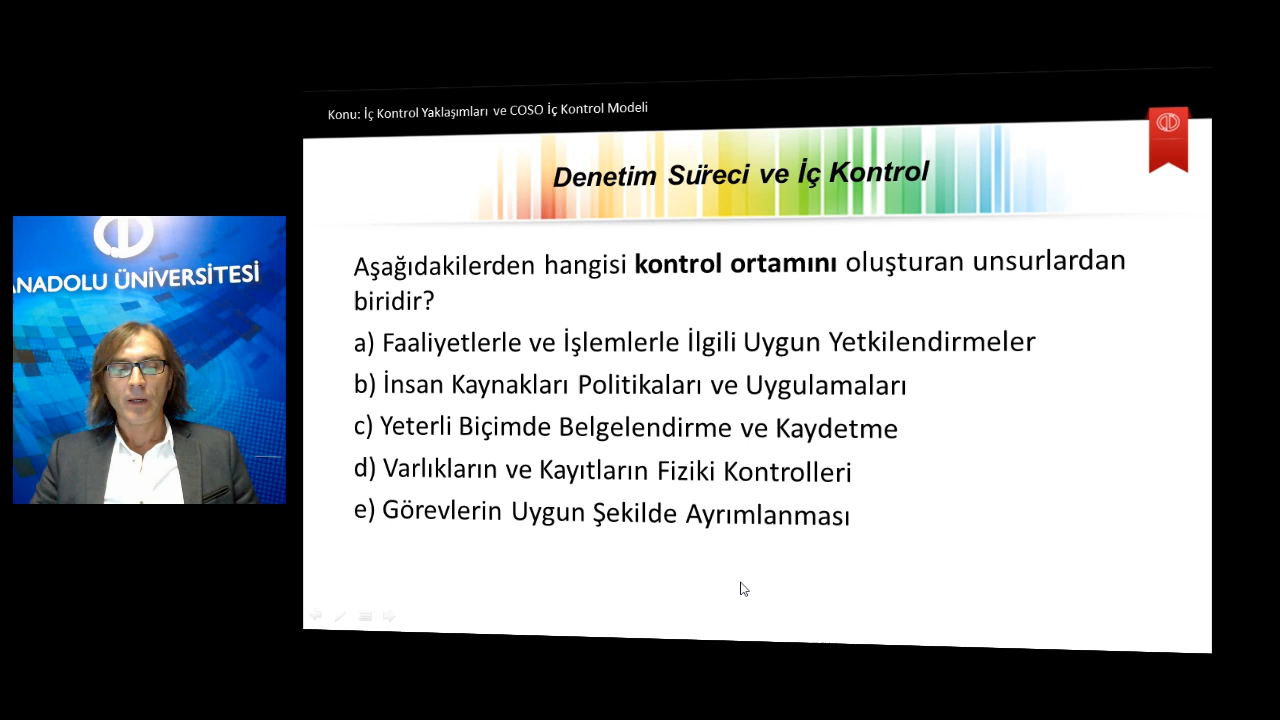 Konu: İç Kontrol Yaklaşımları ve COSO İç Kontrol Modeli
Denetim Süreci ve İç Kontrol
ANADOLU ÜNİVERSİTESİ
Aşağıdakilerden hangisi kontrol ortamını oluşturan unsurlardan
biridir?
a) Faaliyetlerle ve İşlemlerle İlgili Uygun Yetkilendirmeler
b) İnsan Kaynakları Politikaları ve Uygulamaları
c) Yeterli Biçimde Belgelendirme ve Kaydetme
d) Varlıkların ve Kayıtların Fiziki Kontrolleri
e) Görevlerin Uygun Şekilde Ayrımlanması